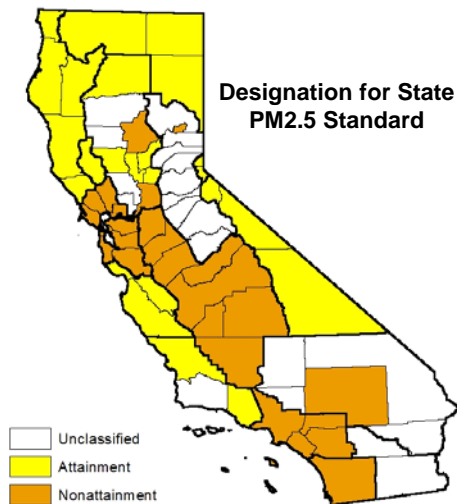 Designation for State
PM2.5 Standard
Unclassified
Attainment
Nonattainment